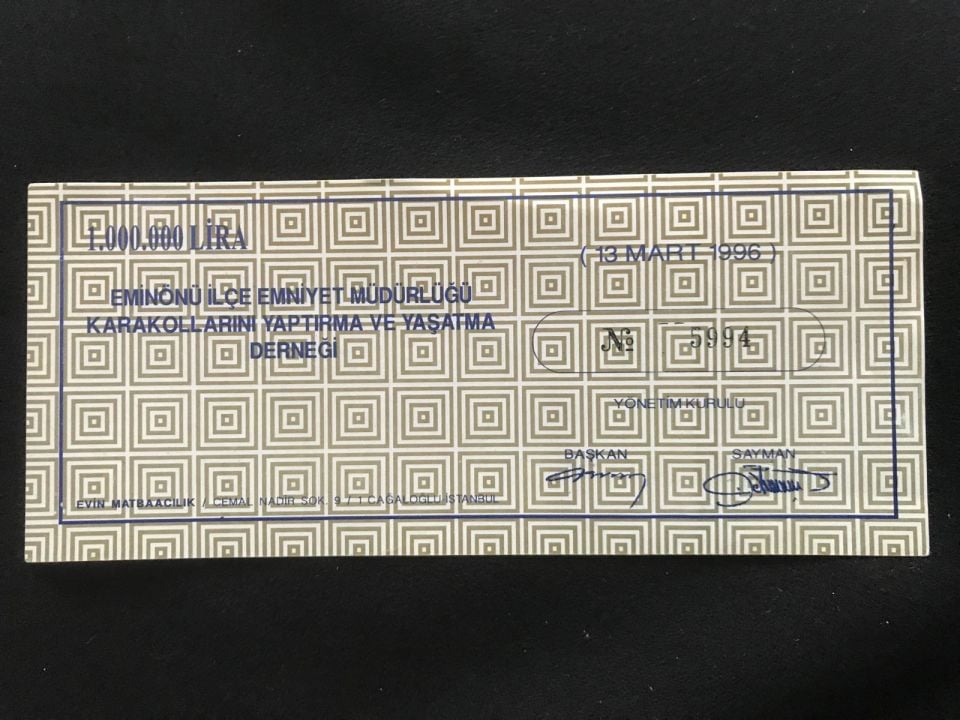 1.000.000 LİRA
( 13 MART 1996 )
EMİNÖNÜ İLÇE EMNİYET MÜDÜRLÜĞÜ
KARAKOLLARINI YAPTIRMA VE YAŞATMA
DERNEĞİ
№ 5994
YÖNETİM KURULU
BAŞKAN
SAYMAN
EVİN MATBAACILIK / CEMAL NADİR SOK. 9 / 1 CAĞALOĞLU-İSTANBUL